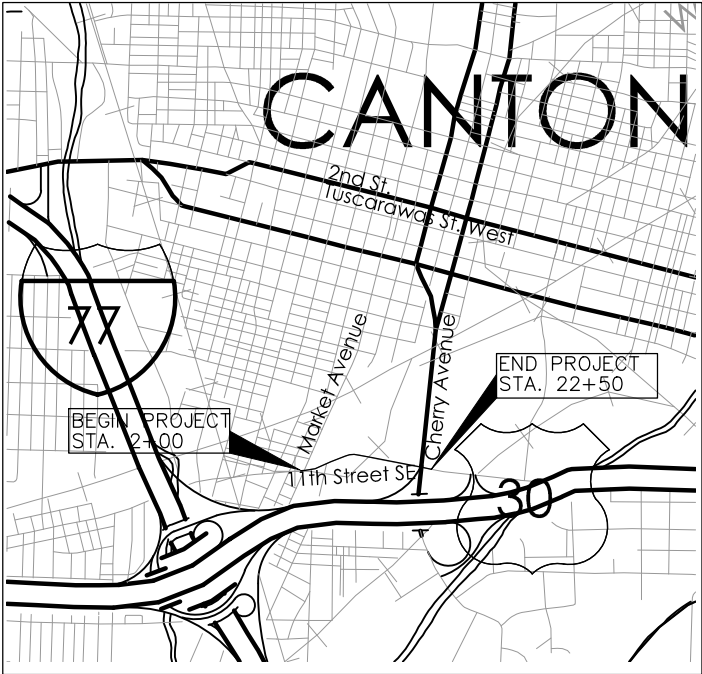 CANTON
2nd St.
Tuscarawas St. West
77
Market Avenue
Cherry Avenue
END PROJECT
STA. 22+50
BEGIN PROJECT
STA. 2+00
11th Street SE
30